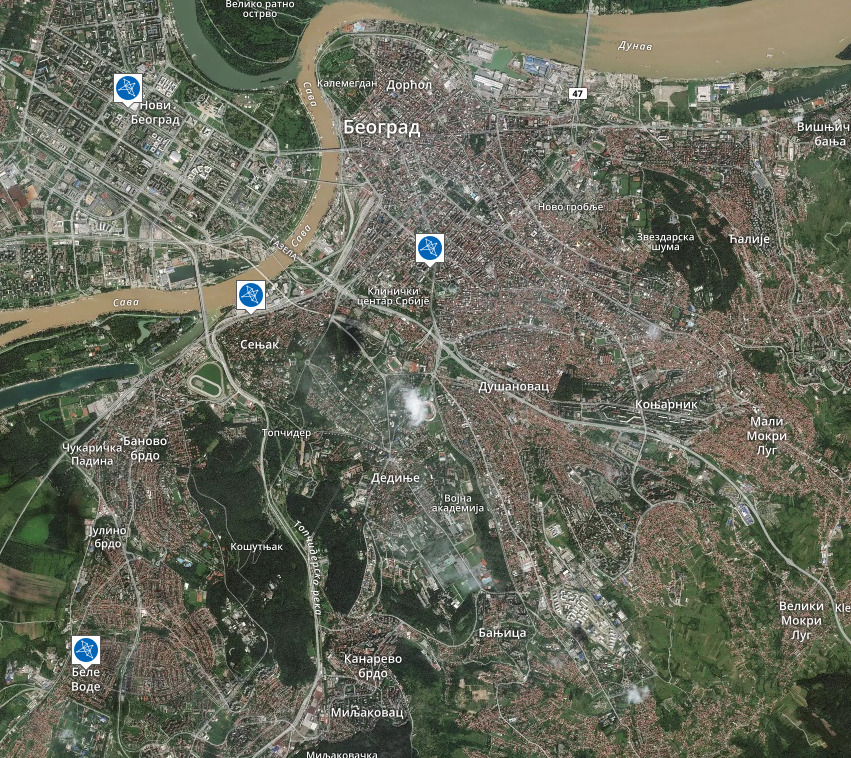 Велико ратно
острво
Дунав
Калемегдан
Дорћол
Сава
47
Нови
Београд
Београд
Вишњич
бања
Ново гробље
Звездарска
шума
Ћалије
Сава
Газела
Клинички
центар Србије
Сава
Сењак
Душановац
Коњарник
Мали
Мокри
Луг
Топчидер
Баново
брдо
Чукаричка
Падина
Дедиње
Војна
академија
Јулино
брдо
Кошутњак
Топчидерска река
Велики
Мокри
Луг
Kle
Бањица
Беле
Воде
Канарево
брдо
Миљаковац
Миљаковачка